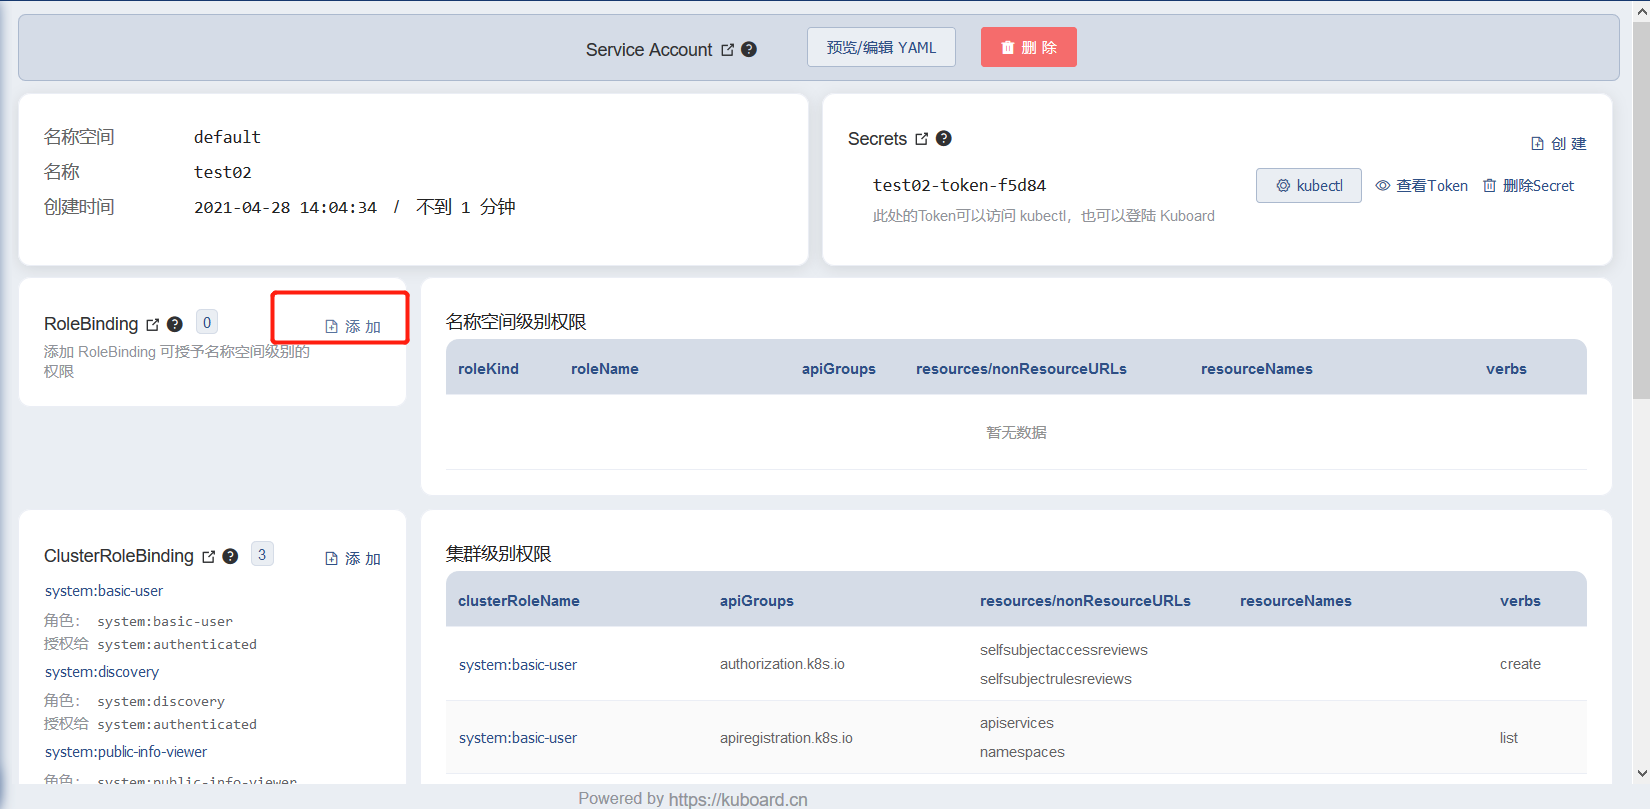 Service Account
预览/编辑 YAML
删 除
名称空间 default
名称 test02
创建时间 2021-04-28 14:04:34 / 不到 1 分钟
Secrets
创 建
test02-token-f5d84
kubectl
查看Token
删除Secret
此处的Token可以访问 kubectl，也可以登陆 Kuboard
RoleBinding 0
添 加
添加 RoleBinding 可授予名称空间级别的
权限
名称空间级别权限
roleKind roleName apiGroups resources/nonResourceURLs resourceNames verbs
暂无数据
ClusterRoleBinding 3
添 加
system:basic-user
角色： system:basic-user
授权给 system:authenticated
system:discovery
角色： system:discovery
授权给 system:authenticated
system:public-info-viewer
角色： system:public-info-viewer
集群级别权限
clusterRoleName apiGroups resources/nonResourceURLs resourceNames verbs
system:basic-user authorization.k8s.io selfsubjectaccessreviews create
selfsubjectrulesreviews
system:basic-user apiregistration.k8s.io apiservices list
namespaces
Powered by https://kuboard.cn